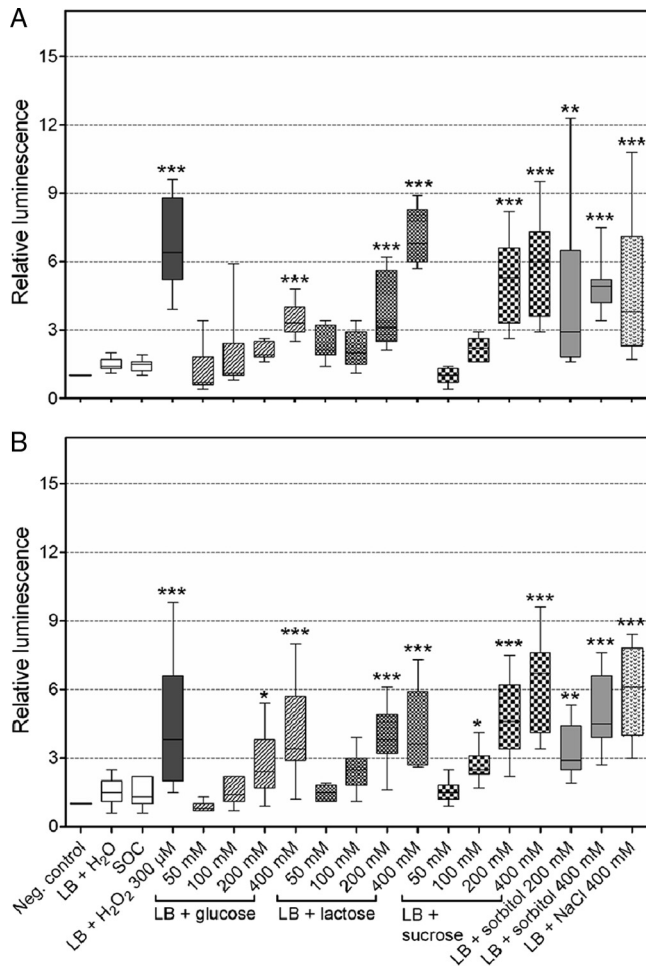 A
Relative luminescence
15
12
9
6
3
0
***
***
***
***
***
***
**
***
***
B
Relative luminescence
15
12
9
6
3
0
***
*
***
***
***
*
***
***
**
***
***
Neg. control
LB + H₂O
SOC
LB + H₂O₂ 300 µM
50 mM
100 mM
200 mM
400 mM
50 mM
100 mM
200 mM
400 mM
50 mM
100 mM
200 mM
400 mM
LB + sorbitol 200 mM
LB + sorbitol 400 mM
LB + NaCl 400 mM
LB + glucose
LB + lactose
LB +
sucrose